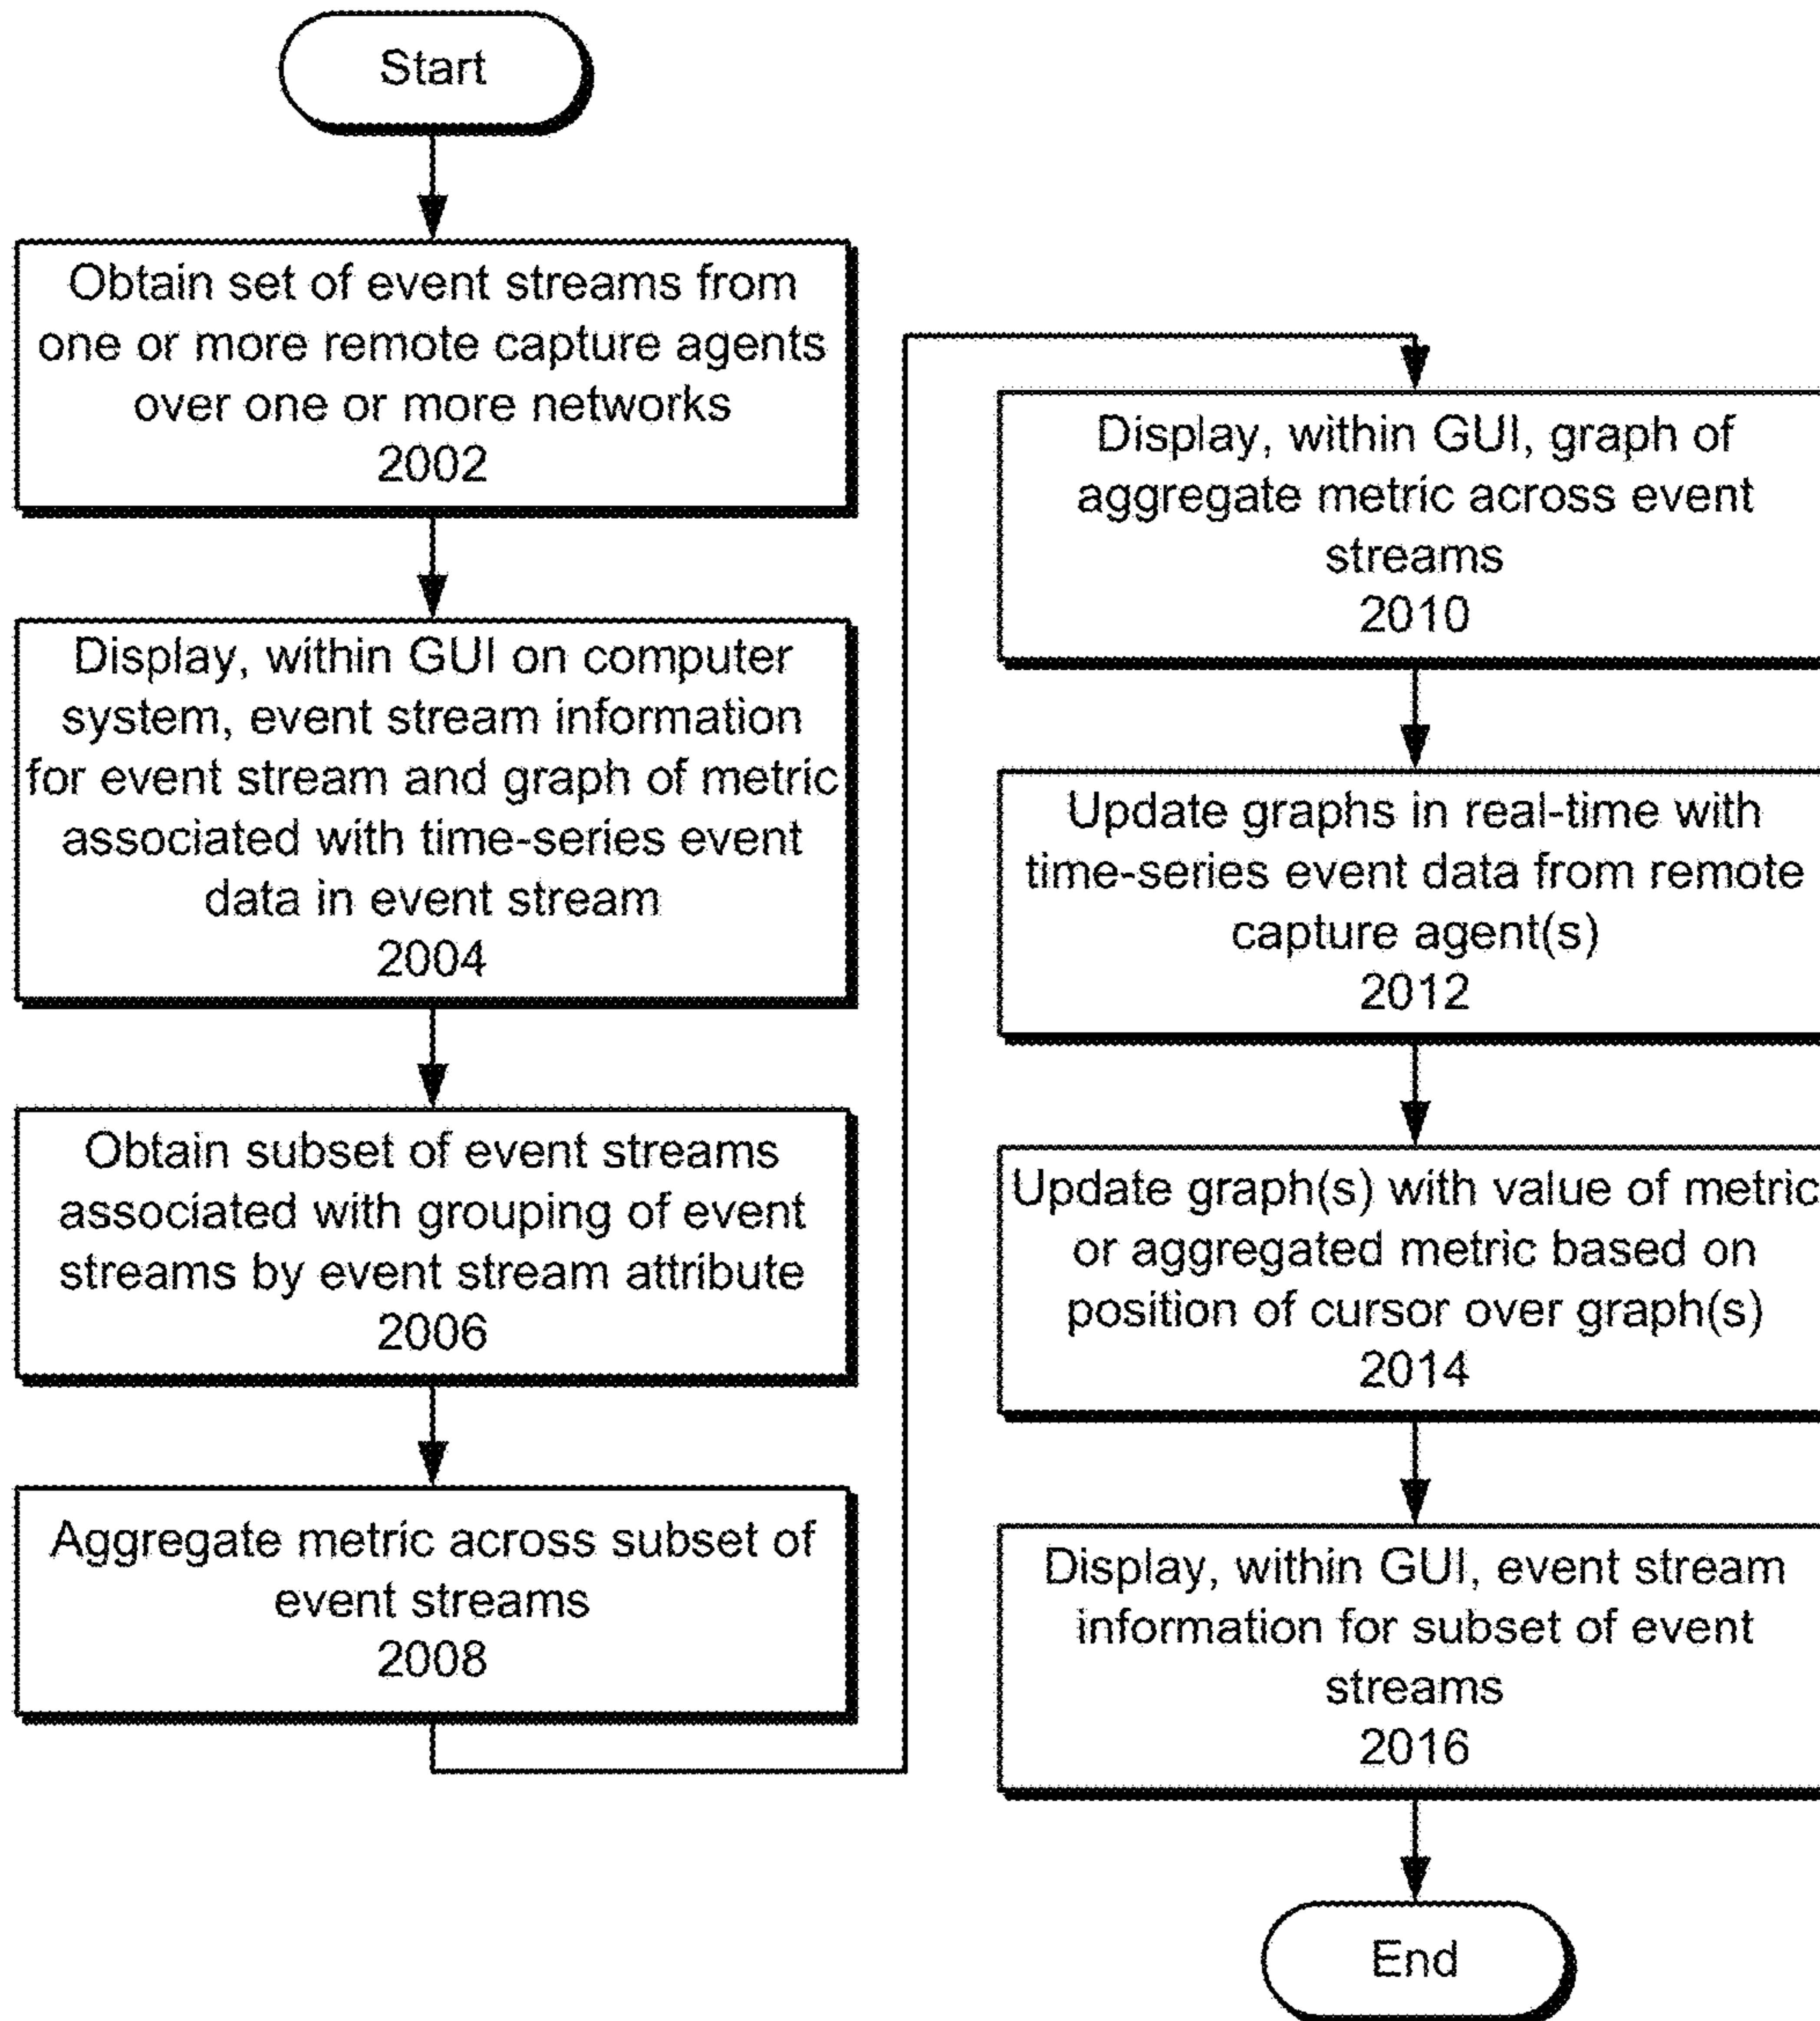 Start
Obtain set of event streams from
one or more remote capture agents
over one or more networks
2002
Display, within GUI on computer
system, event stream information
for event stream and graph of metric
associated with time-series event
data in event stream
2004
Obtain subset of event streams
associated with grouping of event
streams by event stream attribute
2006
Aggregate metric across subset of
event streams
2008
Display, within GUI, graph of
aggregate metric across event
streams
2010
Update graphs in real-time with
time-series event data from remote
capture agent(s)
2012
Update graph(s) with value of metric
or aggregated metric based on
position of cursor over graph(s)
2014
Display, within GUI, event stream
information for subset of event
streams
2016
End